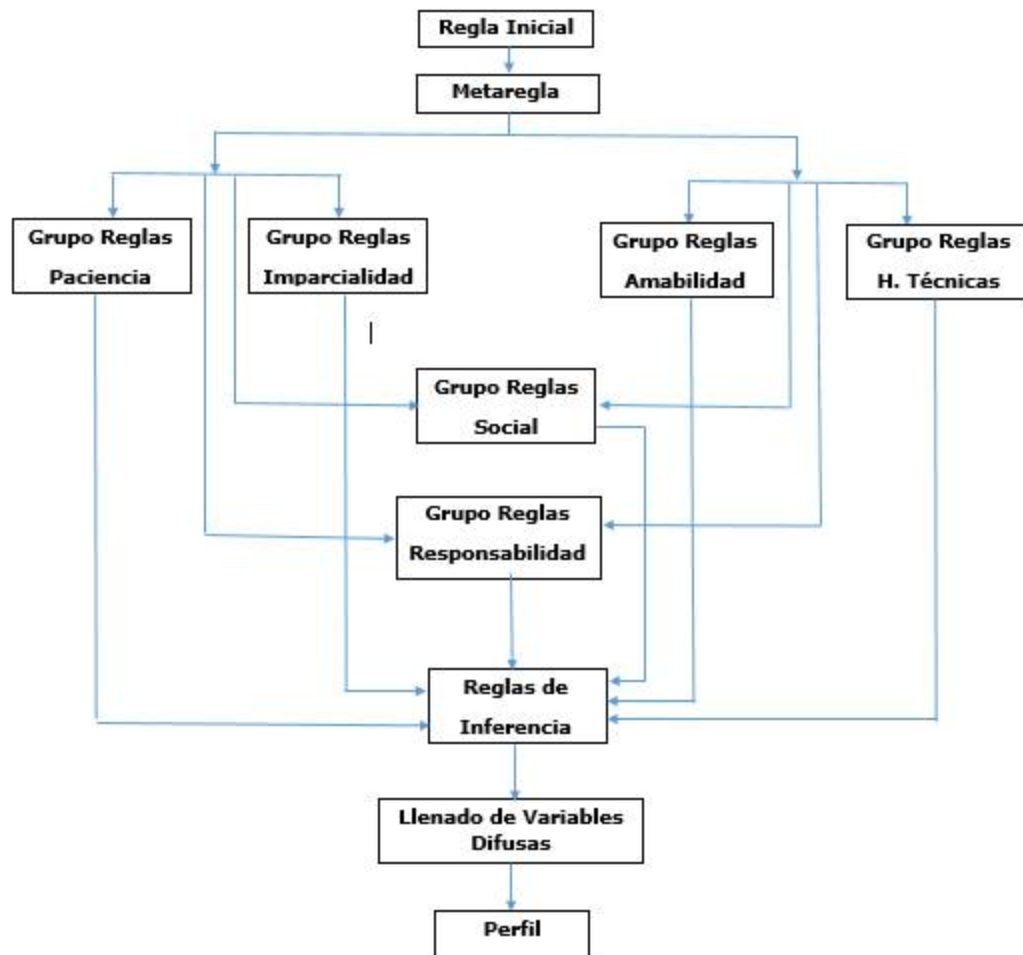 Regla Inicial
Metaregla
Grupo Reglas
Paciencia
Grupo Reglas
Imparcialidad
Grupo Reglas
Amabilidad
Grupo Reglas
H. Técnicas
Grupo Reglas
Social
Grupo Reglas
Responsabilidad
Reglas de
Inferencia
Llenado de Variables
Difusas
Perfil